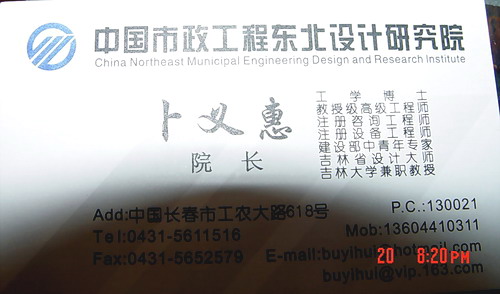 中国市政工程东北设计研究院
China Northeast Municipal Engineering Design and Research Institute
卜义惠
院 长
工 学 博 士
教授级高级工程师
注册咨询工程师
注册设备工程师
建设部中青年专家
吉林省设计大师
吉林大学兼职教授
Add:中国长春市工农大路618号 P.C.:130021
Tel:0431-5611516 Mob:13604410311
Fax:0431-5652579 E-mail:buyihui@hotmail.com
buyihui@vip.163.com
20 8:20PM